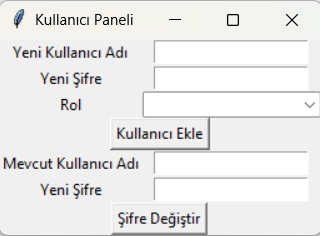 Kullanıcı Paneli
Yeni Kullanıcı Adı
Yeni Şifre
Rol
Kullanıcı Ekle
Mevcut Kullanıcı Adı
Yeni Şifre
Şifre Değiştir